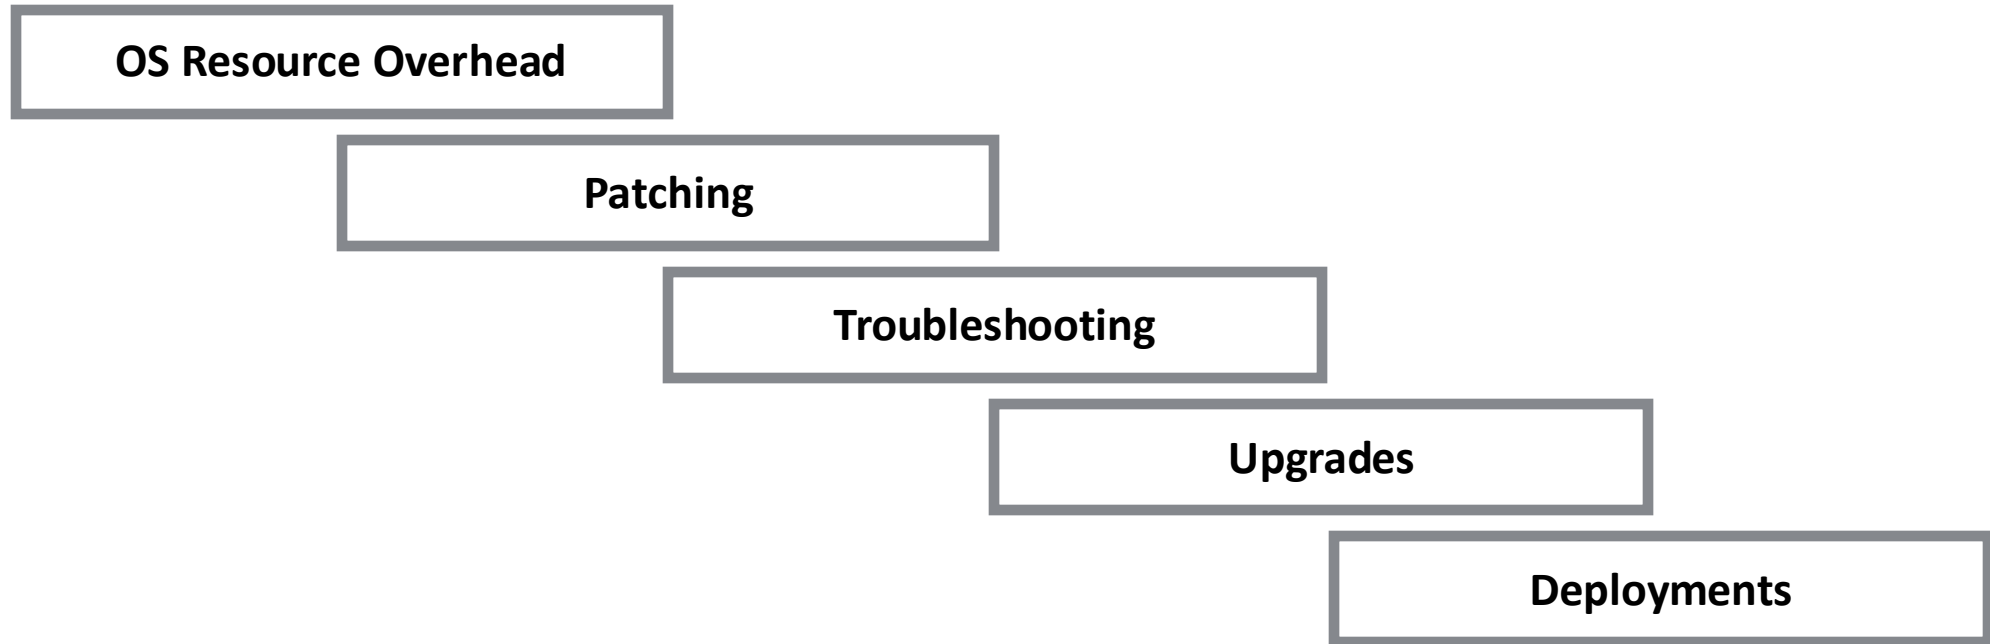 OS Resource Overhead
Patching
Troubleshooting
Upgrades
Deployments